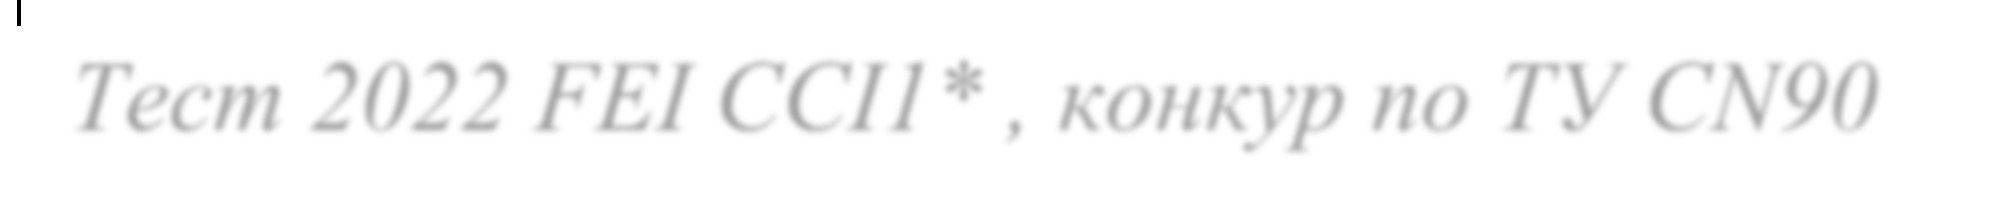 Тест 2022 FEI CCI1* , конкур по ТУ CN90